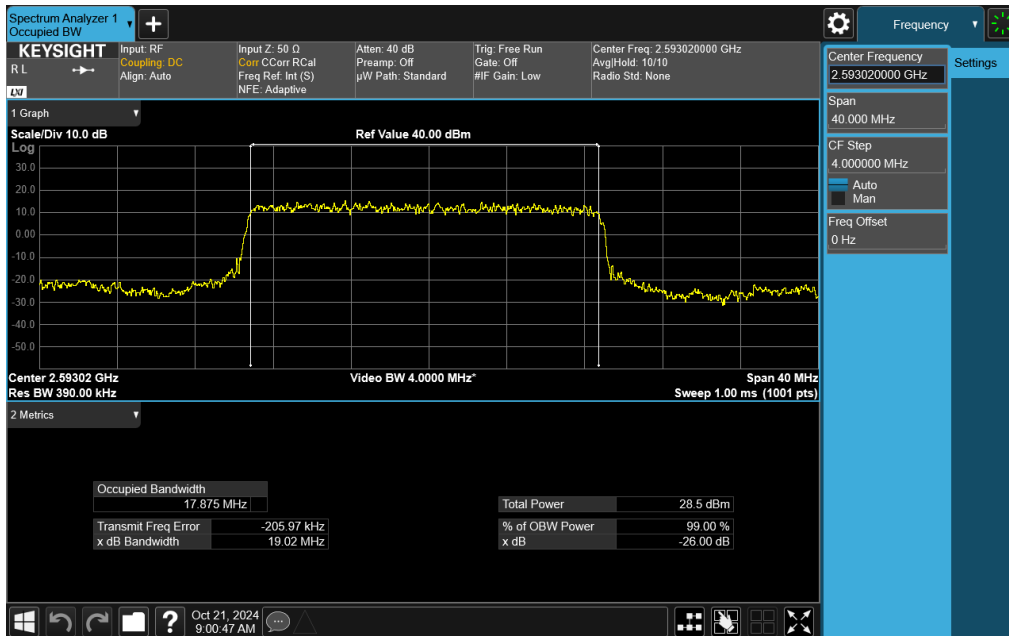 Spectrum Analyzer 1
Occupied BW
+
Frequency
KEYSIGHT
R L
LXI
Input: RF
Coupling: DC
Align: Auto
Input Z: 50 Ω
Corr CCorr RCal
Freq Ref: Int (S)
NFE: Adaptive
Atten: 40 dB
Preamp: Off
µW Path: Standard
Trig: Free Run
Gate: Off
#IF Gain: Low
Center Freq: 2.593020000 GHz
Avg|Hold: 10/10
Radio Std: None
Center Frequency
2.593020000 GHz
Settings
Span
40.000 MHz
CF Step
4.000000 MHz
Auto
Man
Freq Offset
0 Hz
1 Graph
Scale/Div 10.0 dB
Ref Value 40.00 dBm
Log
30.0
20.0
10.0
0.00
-10.0
-20.0
-30.0
-40.0
-50.0
Center 2.59302 GHz
Video BW 4.0000 MHz*
Span 40 MHz
Res BW 390.00 kHz
Sweep 1.00 ms (1001 pts)
2 Metrics
Occupied Bandwidth
17.875 MHz
Total Power 28.5 dBm
Transmit Freq Error -205.97 kHz
% of OBW Power 99.00 %
x dB Bandwidth 19.02 MHz
x dB -26.00 dB
?
Oct 21, 2024
9:00:47 AM